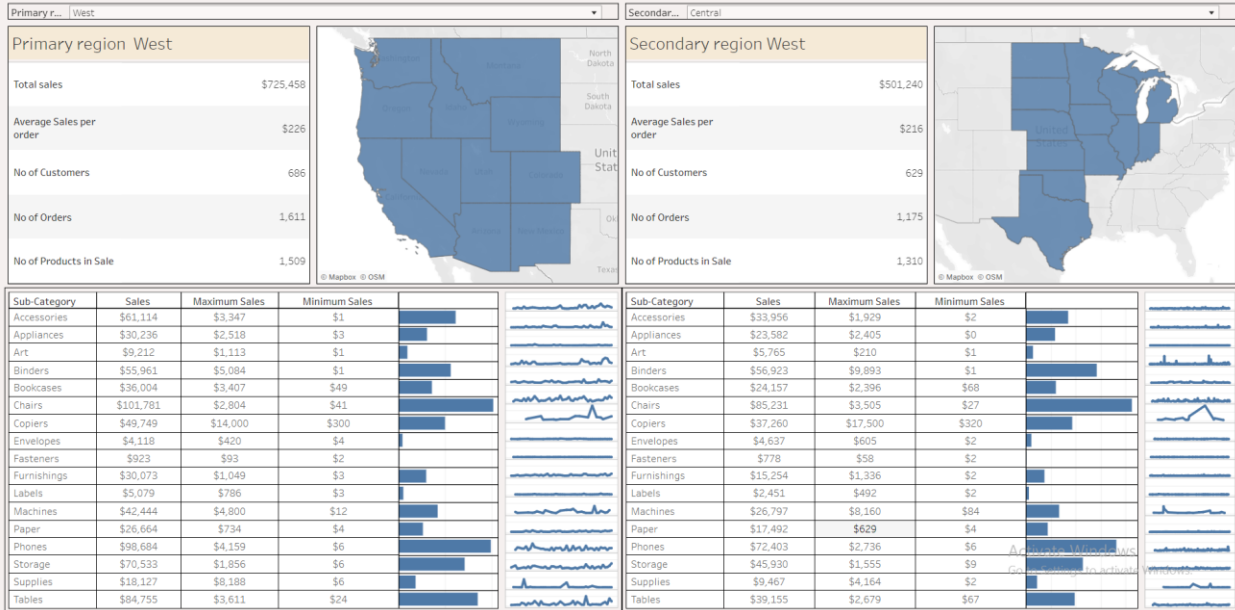 Primary r... West
Secondar... Central
Primary region West
Total sales $725,458
Average Sales per
order $226
No of Customers 686
No of Orders 1,611
No of Products in Sale 1,509
North
Dakota
South
Dakota
Unit
Stat
Texas
© Mapbox © OSM
Secondary region West
Total sales $501,240
Average Sales per
order $216
No of Customers 629
No of Orders 1,175
No of Products in Sale 1,310
United
States
© Mapbox © OSM
Sub-Category Sales Maximum Sales Minimum Sales
Accessories $61,114 $3,347 $1
Appliances $30,236 $2,518 $3
Art $9,212 $1,113 $1
Binders $55,961 $5,084 $1
Bookcases $36,004 $3,407 $49
Chairs $101,781 $2,804 $41
Copiers $49,749 $14,000 $300
Envelopes $4,118 $420 $4
Fasteners $923 $93 $2
Furnishings $30,073 $1,049 $3
Labels $5,079 $786 $3
Machines $42,444 $4,800 $12
Paper $26,664 $734 $4
Phones $98,684 $4,159 $6
Storage $70,533 $1,856 $6
Supplies $18,127 $8,188 $6
Tables $84,755 $3,611 $24
Sub-Category Sales Maximum Sales Minimum Sales
Accessories $33,956 $1,929 $2
Appliances $23,582 $2,405 $0
Art $5,765 $210 $1
Binders $56,923 $9,893 $1
Bookcases $24,157 $2,396 $68
Chairs $85,231 $3,505 $27
Copiers $37,260 $17,500 $320
Envelopes $4,637 $605 $2
Fasteners $778 $58 $2
Furnishings $15,254 $1,336 $2
Labels $2,451 $492 $2
Machines $26,797 $8,160 $84
Paper $17,492 $629 $4
Phones $72,403 $2,736 $6
Storage $45,930 $1,555 $9
Supplies $9,467 $4,164 $2
Tables $39,155 $2,679 $67
Activate Windows
Go to Settings to activate Windows.